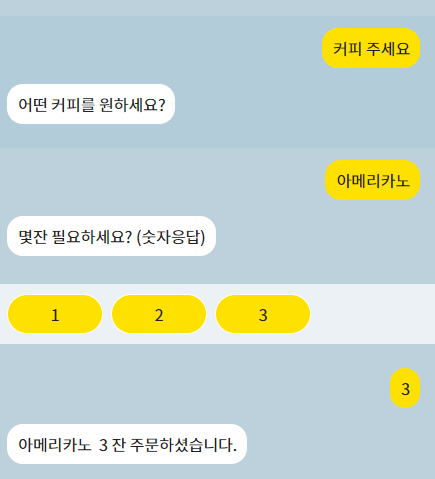 커피 주세요
어떤 커피를 원하세요?
아메리카노
몇잔 필요하세요? (숫자응답)
1 2 3
3
아메리카노 3 잔 주문하셨습니다.